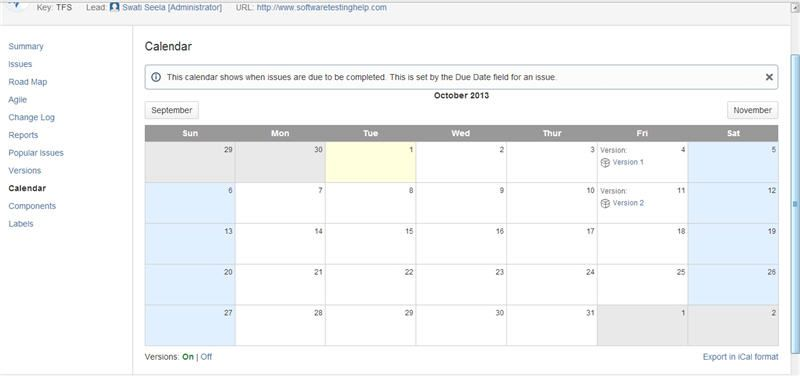 Key: TFS Lead: Swati Seela [Administrator] URL: http://www.softwaretestinghelp.com
Summary
Issues
Road Map
Agile
Change Log
Reports
Popular Issues
Versions
Calendar
Components
Labels
Calendar
This calendar shows when issues are due to be completed. This is set by the Due Date field for an issue.
October 2013
September November
Sun Mon Tue Wed Thur Fri Sat
29 30 1 2 3 Version: 4 5
Version 1
6 7 8 9 10 Version: 11 12
Version 2
13 14 15 16 17 18 19
20 21 22 23 24 25 26
27 28 29 30 31 1 2
Versions: On | Off Export in iCal format